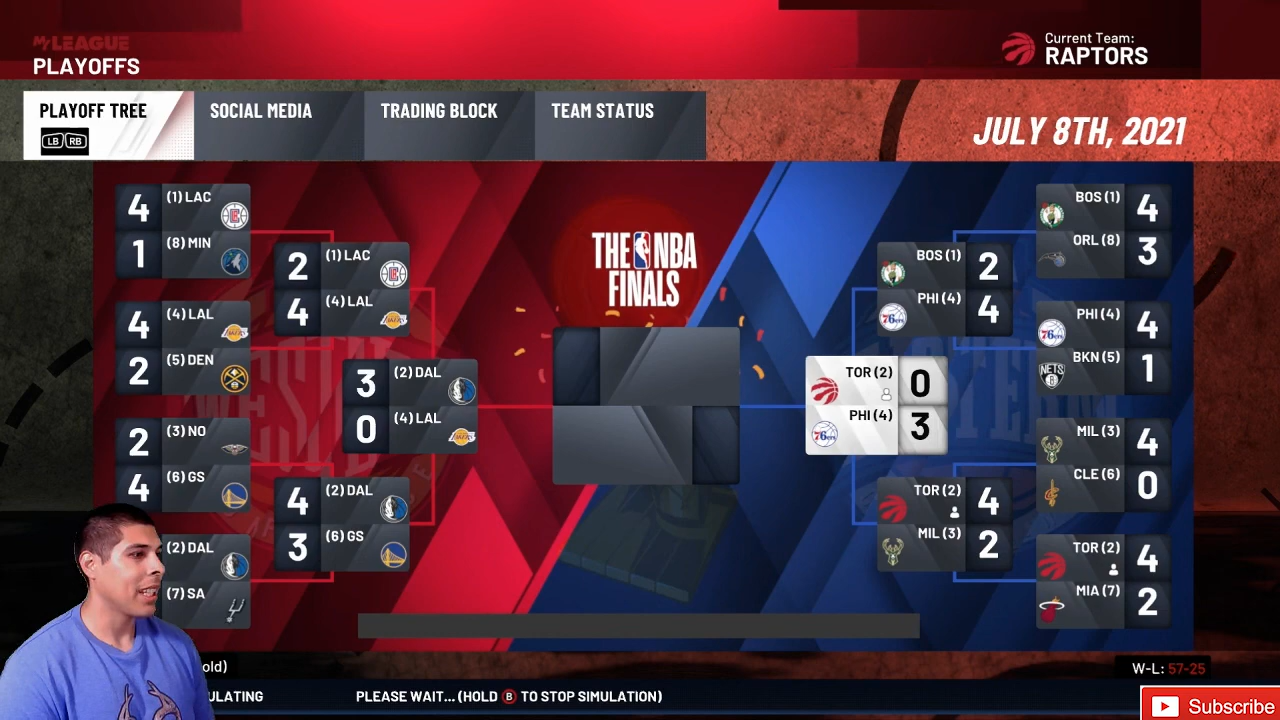 MyLEAGUE
PLAYOFFS
Current Team:
RAPTORS
PLAYOFF TREE
LB RB
SOCIAL MEDIA
TRADING BLOCK
TEAM STATUS
JULY 8TH, 2021
4 (1) LAC
1 (8) MIN
4 (4) LAL
2 (5) DEN
2 (3) NO
4 (6) GS
(2) DAL
(7) SA
2 (1) LAC
4 (4) LAL
4 (2) DAL
3 (6) GS
3 (2) DAL
0 (4) LAL
THE NBA
FINALS
TOR (2) 0
PHI (4) 3
BOS (1) 2
PHI (4) 4
TOR (2) 4
MIL (3) 2
BOS (1) 4
ORL (8) 3
PHI (4) 4
BKN (5) 1
MIL (3) 4
CLE (6) 0
TOR (2) 4
MIA (7) 2
76ers
NETS
old)
W-L: 57-25
ULATING
PLEASE WAIT... (HOLD B TO STOP SIMULATION)
Subscribe